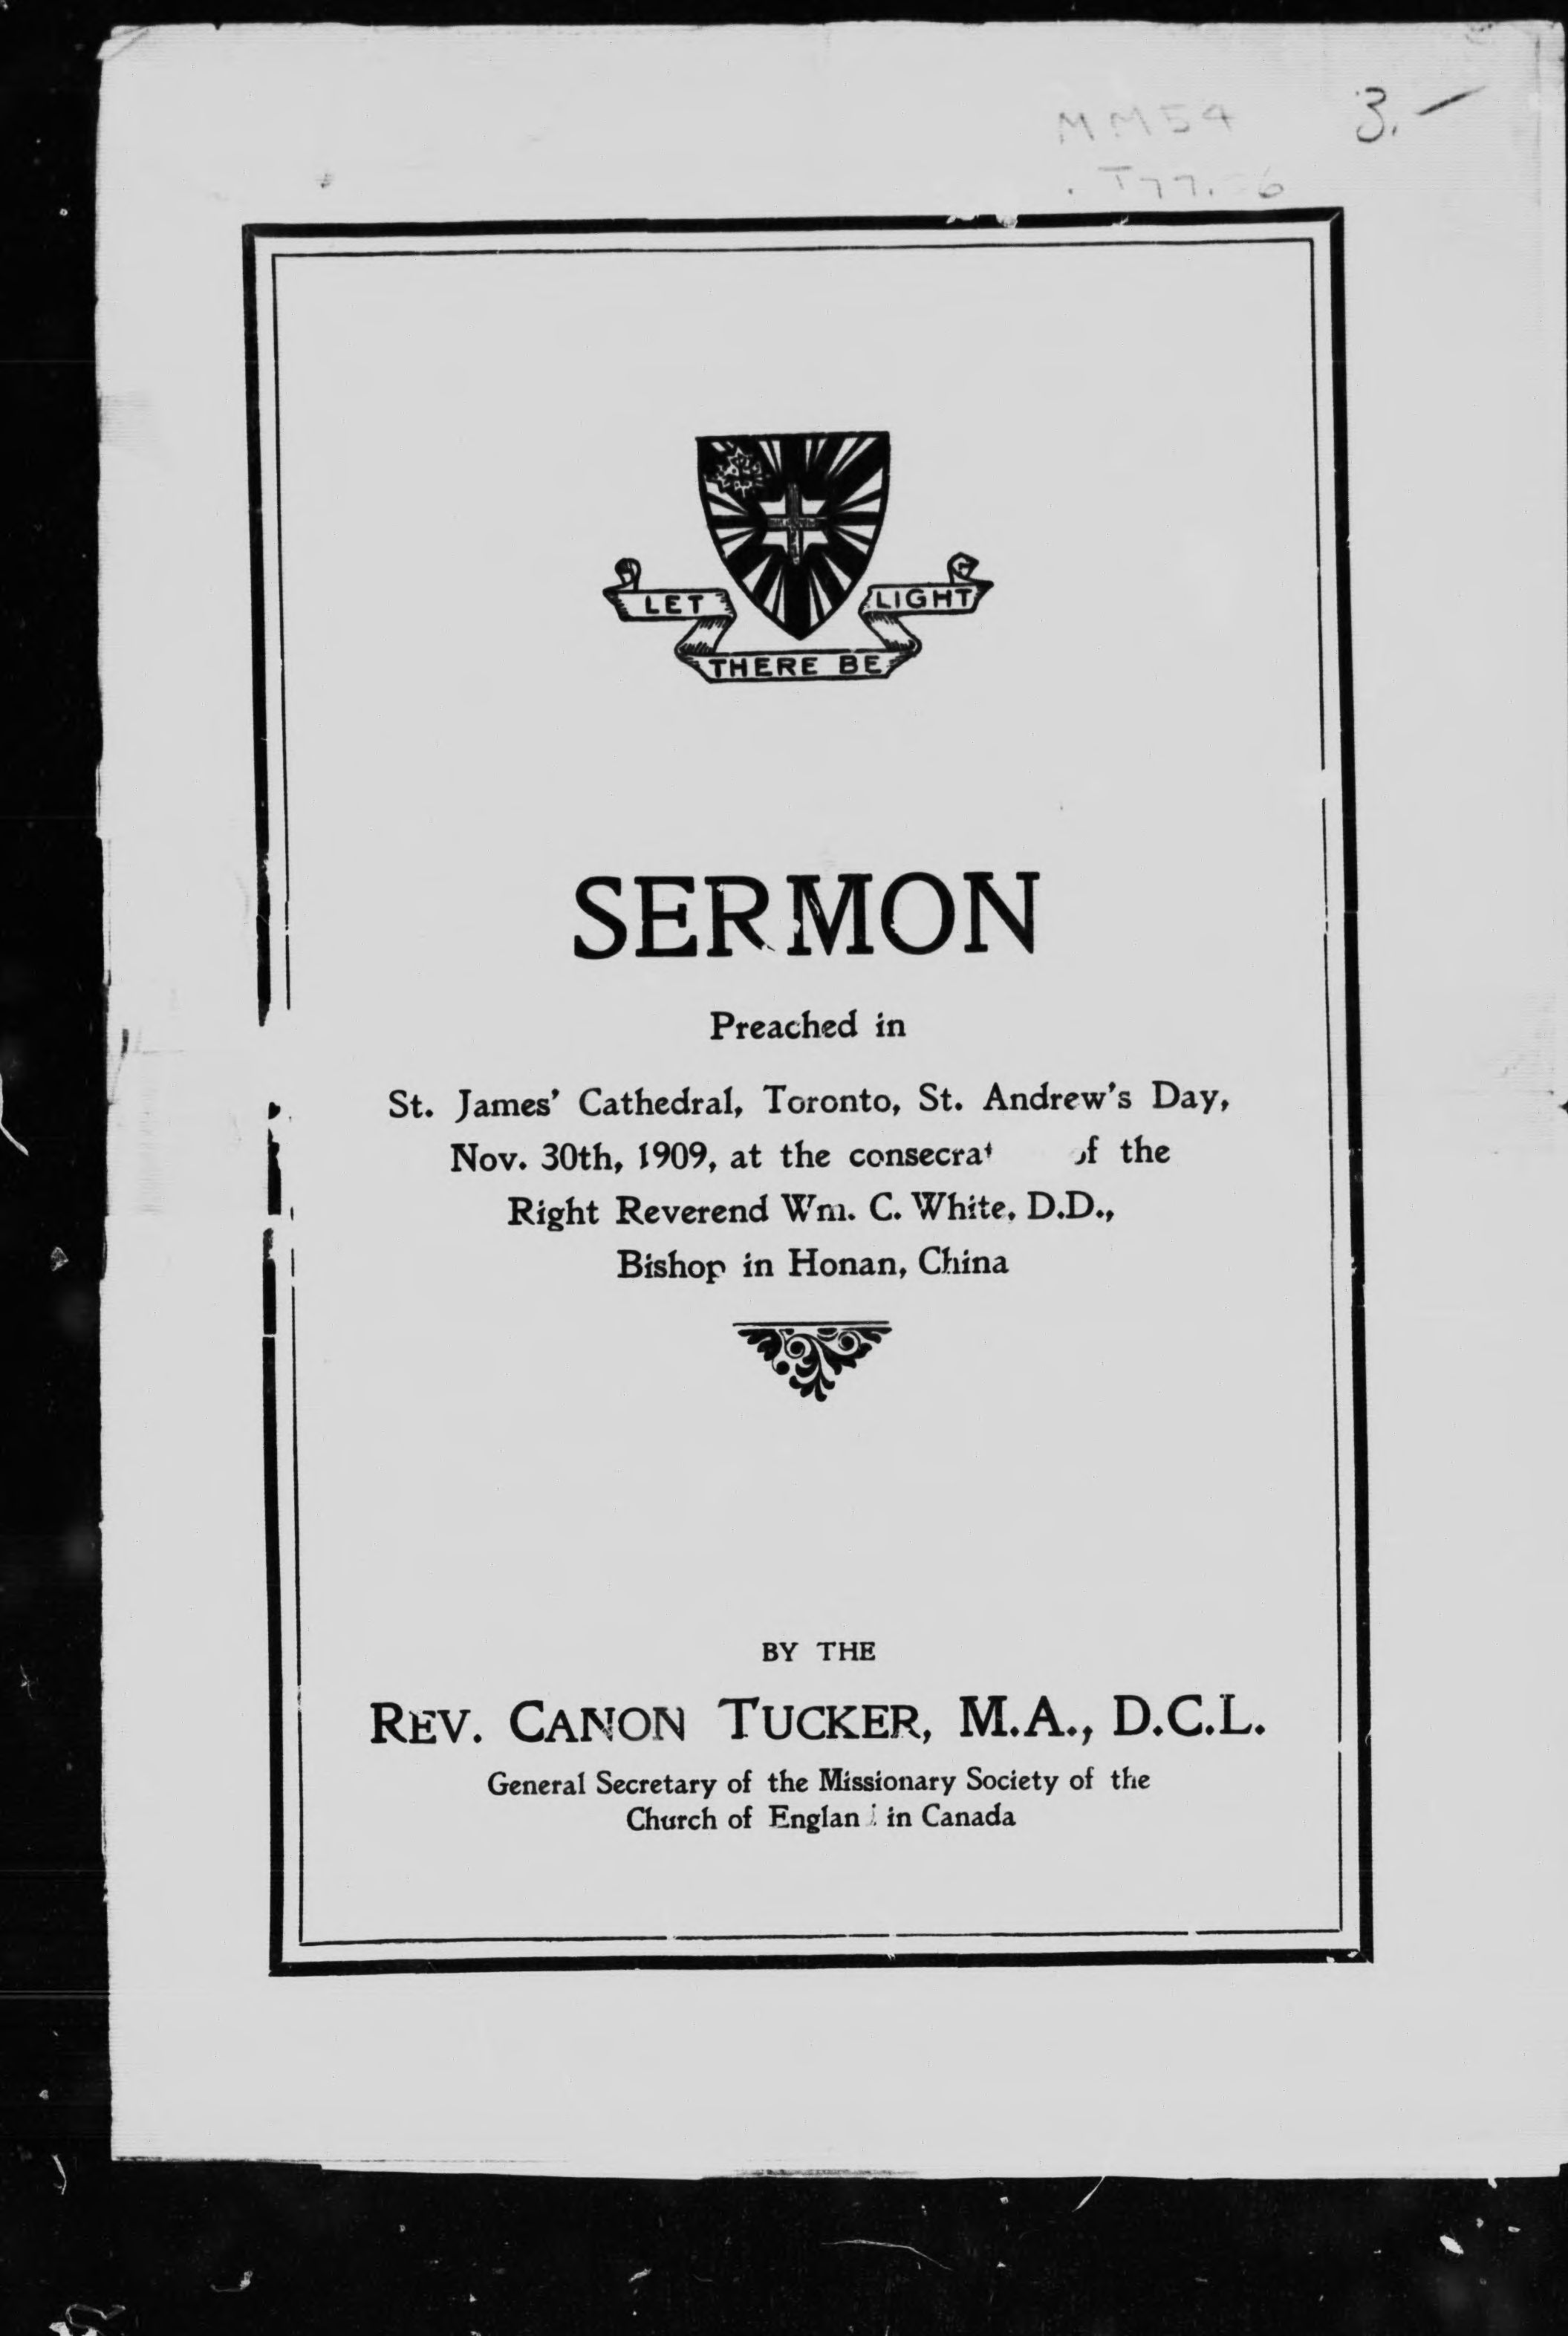 MM54 3.-
LET LIGHT
THERE BE
SERMON
Preached in
St. James' Cathedral, Toronto, St. Andrew's Day,
Nov. 30th, 1909, at the the
Right Reverend Wm. C. White, D.D.,
Bishop in Honan, China
BY THE
REV. CANON TUCKER, M.A., D.C.L.
General Secretary of the Missionary Society of the
Church of in Canada